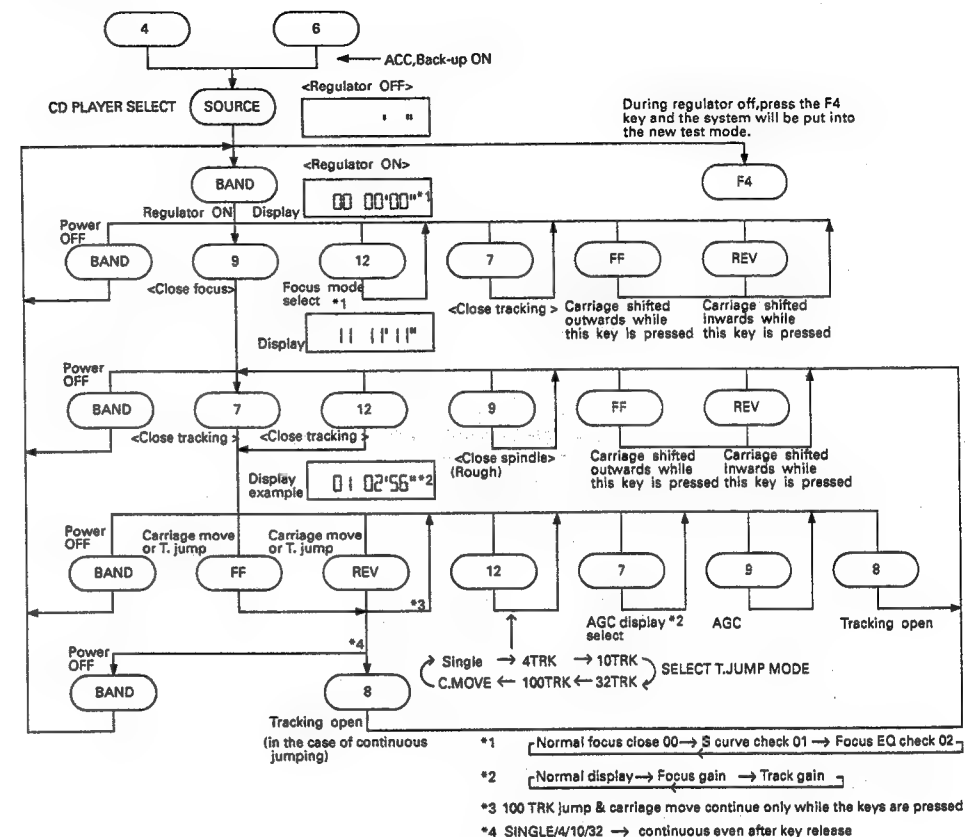 4
6
ACC,Back-up ON
CD PLAYER SELECT
SOURCE
<Regulator OFF>
' "
During regulator off,press the F4
key and the system will be put into
the new test mode.
F4
<Regulator ON>
BAND
Regulator ON
Display
00 00'00"*1
Power
OFF
BAND
9
12
7
FF
REV
<Close focus>
Focus mode
select *1
<Close tracking >
Carriage shifted
outwards while
this key is pressed
Carriage shifted
inwards while
this key is pressed
Display
11 11'11"
Power
OFF
BAND
7
12
9
FF
REV
<Close tracking >
<Close tracking >
<Close spindle>
(Rough)
Carriage shifted
outwards while
this key is pressed
Carriage shifted
inwards while
this key is pressed
Display
example
01 02'56"*2
Power
OFF
Carriage move
or T. jump
Carriage move
or T. jump
BAND
FF
REV
12
7
9
8
*3
AGC display *2
select
AGC
Tracking open
*4
Single → 4TRK → 10TRK
C.MOVE ← 100TRK ← 32TRK
SELECT T.JUMP MODE
Power
OFF
BAND
8
Tracking open
(in the case of continuous
jumping)
*1 Normal focus close 00→ S curve check 01 → Focus EQ check 02
*2 Normal display→ Focus gain → Track gain
*3 100 TRK jump & carriage move continue only while the keys are pressed
*4 SINGLE/4/10/32 → continuous even after key release